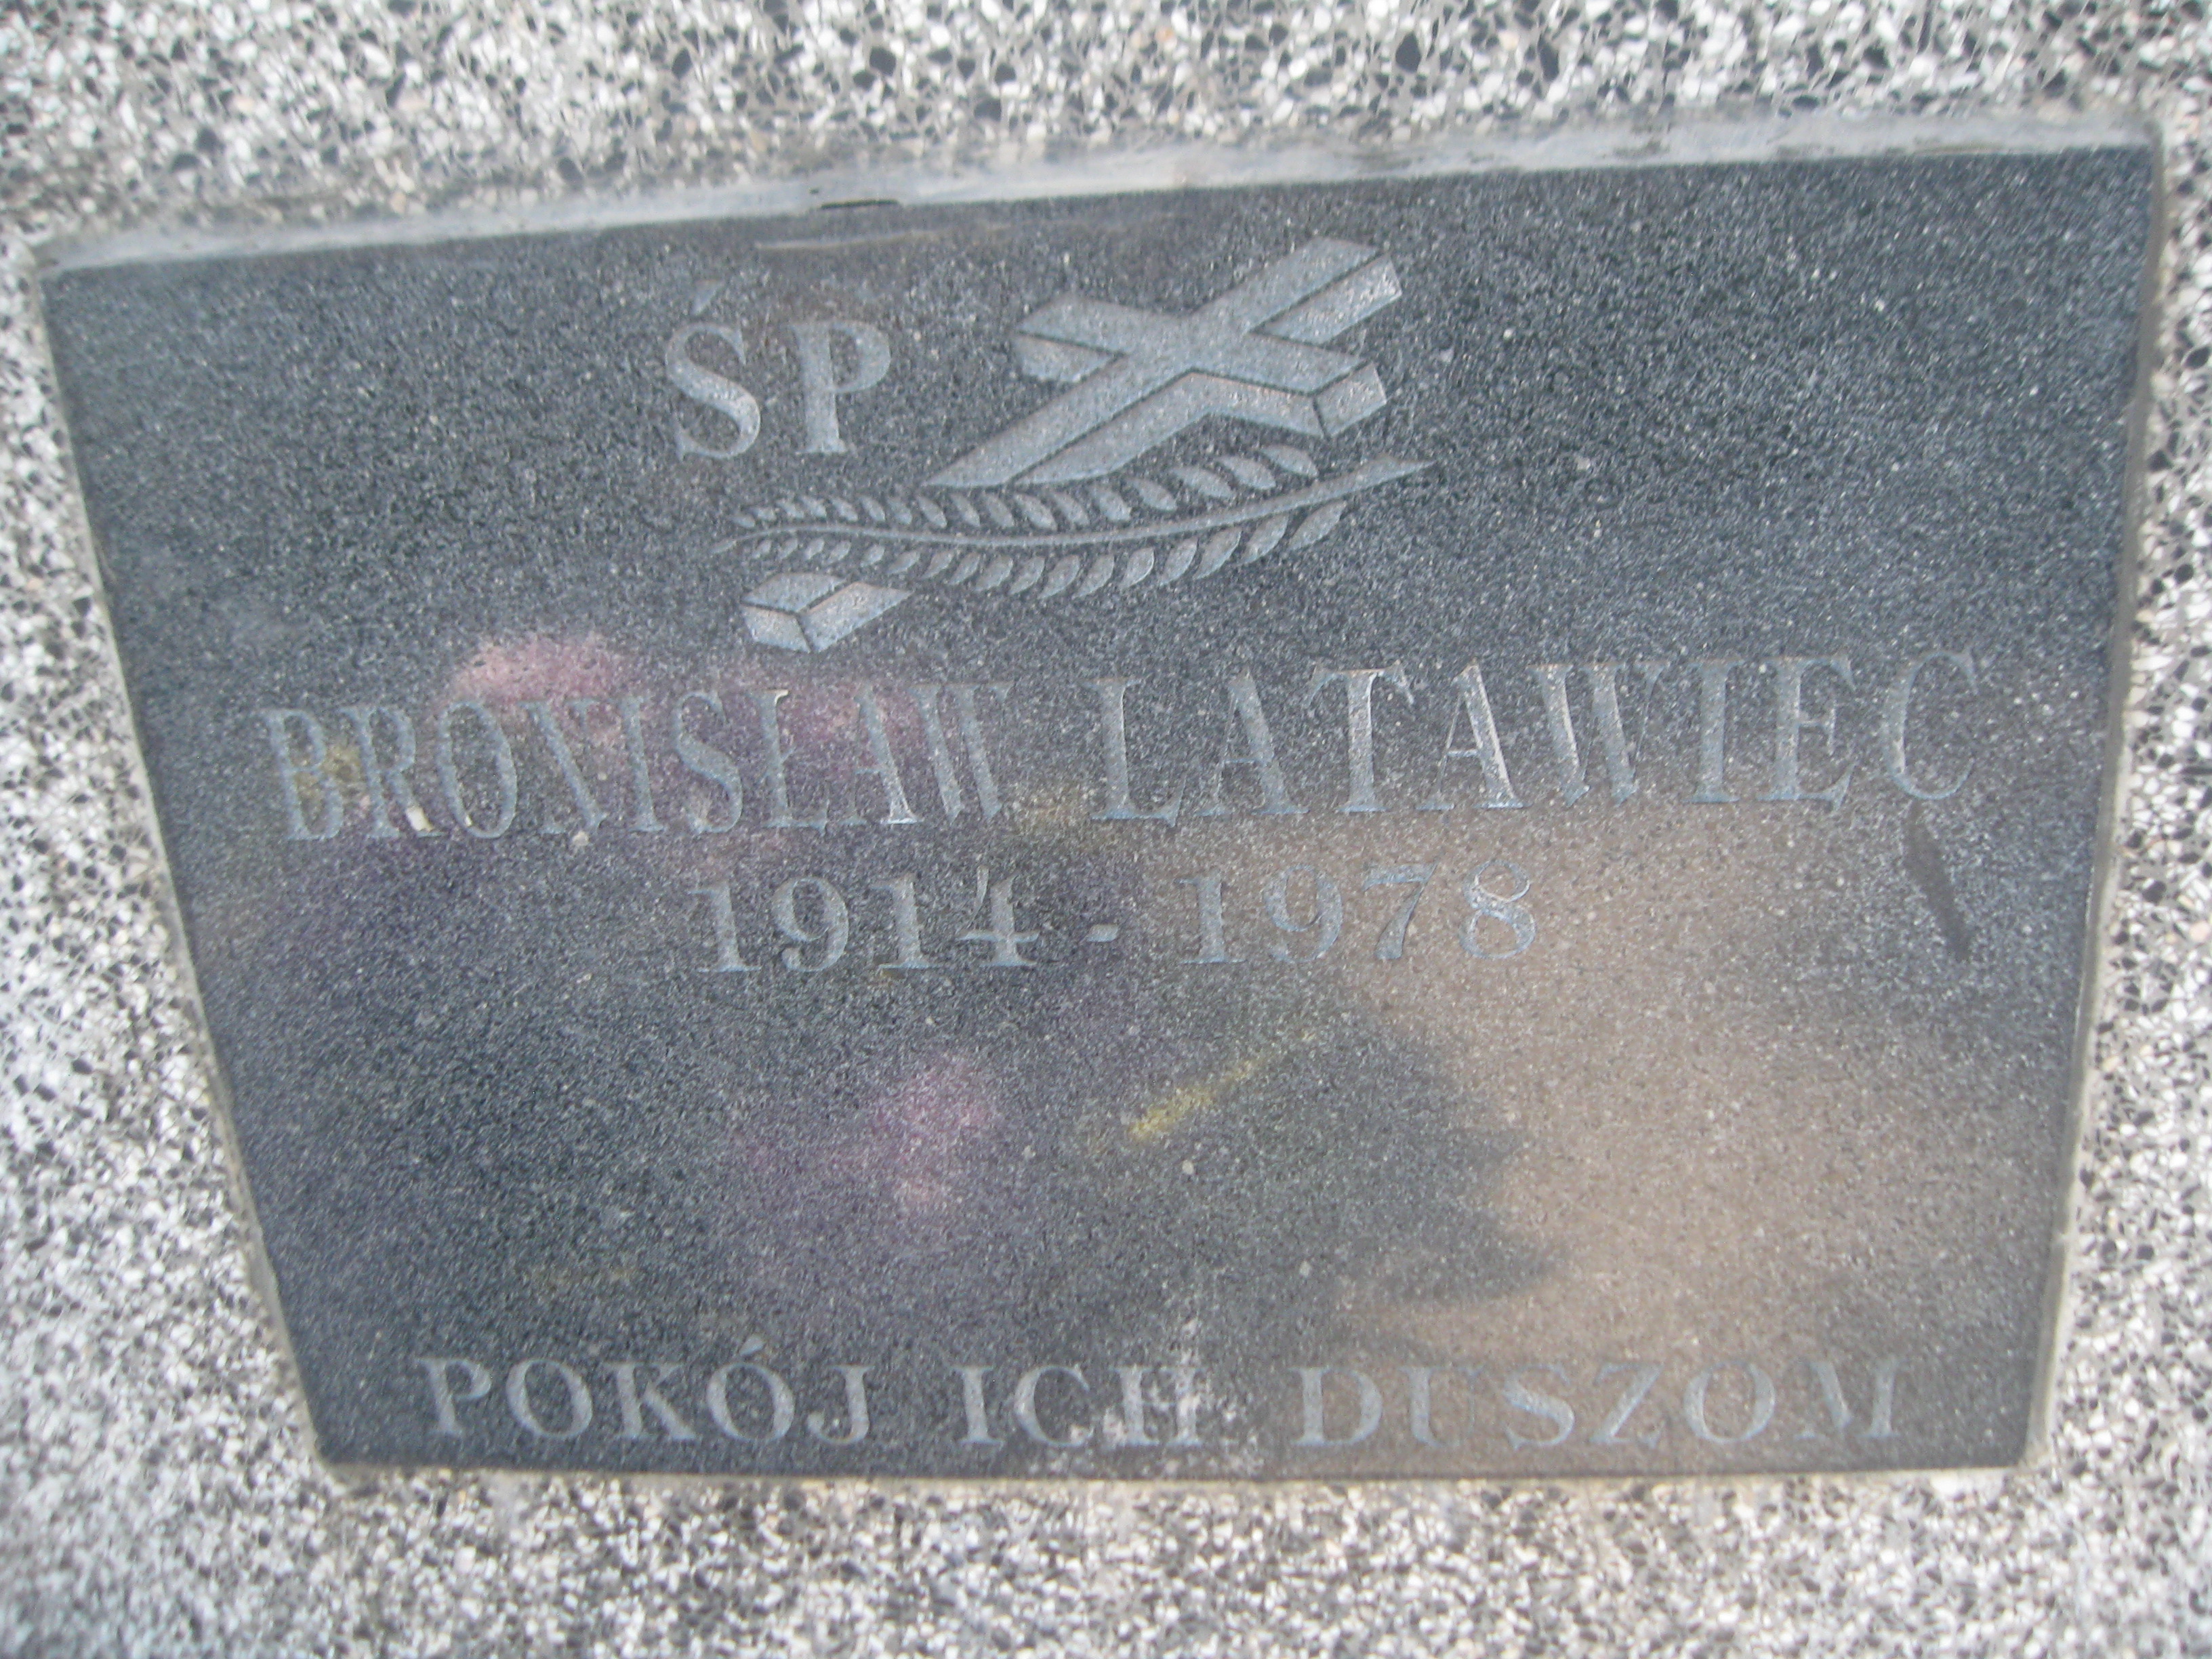 ŚP
BRONISŁAW LATAWIEC
1914 - 1978
POKÓJ ICH DUSZOM